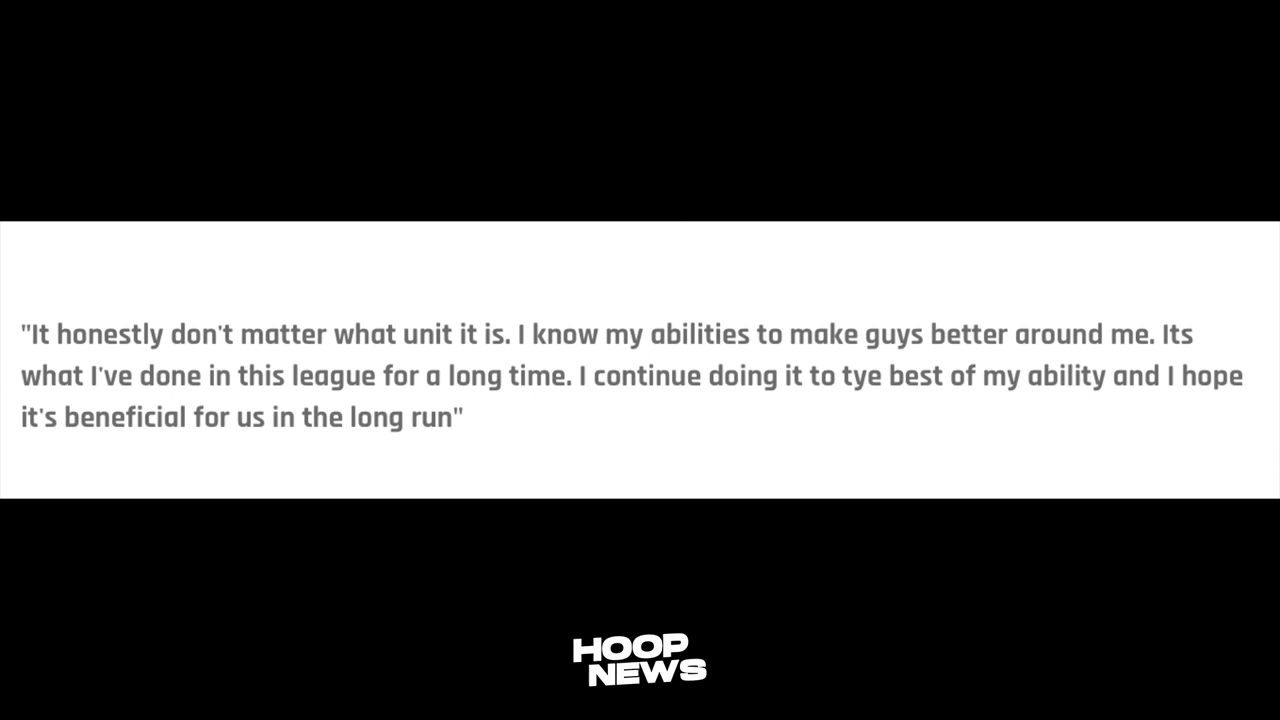 "It honestly don't matter what unit it is. I know my abilities to make guys better around me. Its
what I've done in this league for a long time. I continue doing it to tye best of my ability and I hope
it's beneficial for us in the long run"
HOOP
NEWS